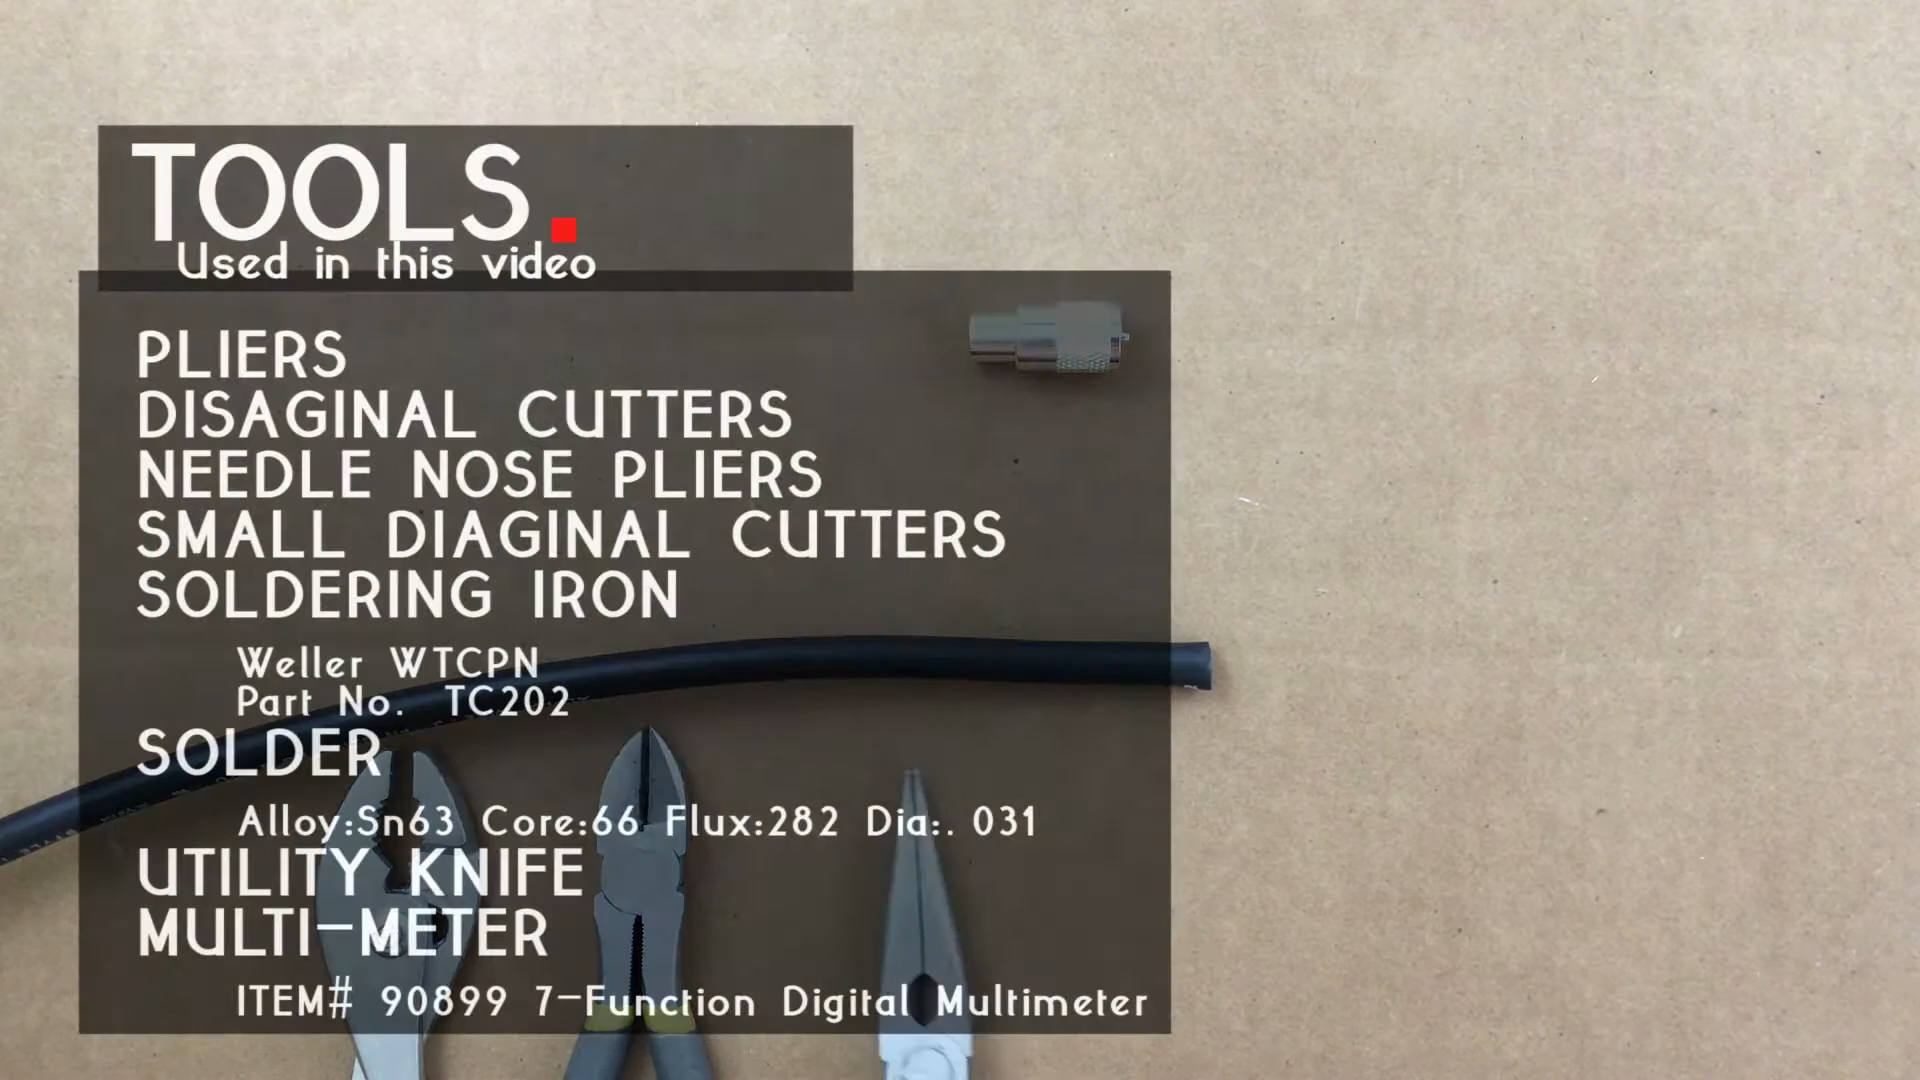 TOOLS.
Used in this video
PLIERS
DISAGINAL CUTTERS
NEEDLE NOSE PLIERS
SMALL DIAGINAL CUTTERS
SOLDERING IRON
Weller WTCPN
Part No. TC202
SOLDER
Alloy:Sn63 Core:66 Flux:282 Dia:. 031
UTILITY KNIFE
MULTI-METER
ITEM# 90899 7-Function Digital Multimeter